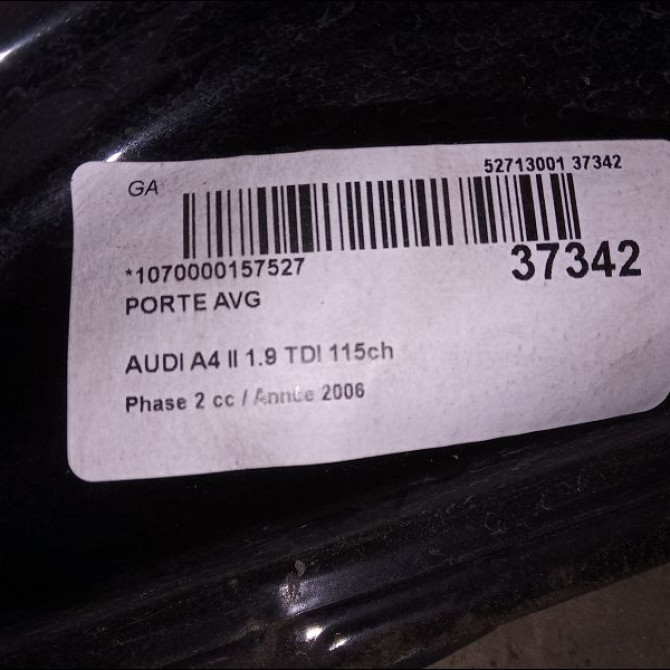 52713001 37342
GA
*1070000157527
37342
PORTE AVG
AUDI A4 II 1.9 TDI 115ch
Phase 2 cc / Année 2006